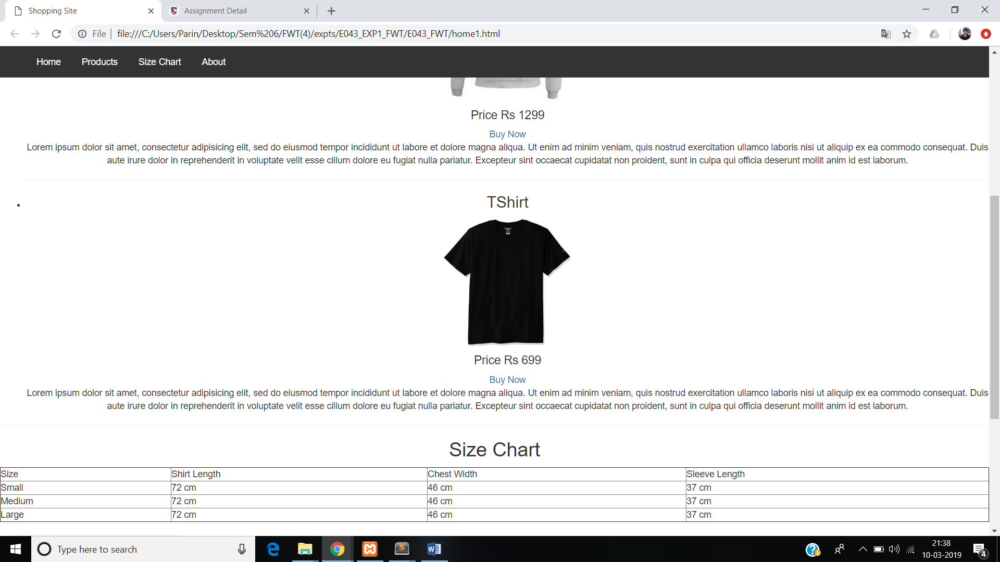 Shopping Site
Assignment Detail
File
file:///C:/Users/Parin/Desktop/Sem%206/FWT(4)/expts/E043_EXP1_FWT/E043_FWT/home1.html
Home Products Size Chart About
Price Rs 1299
Buy Now
Lorem ipsum dolor sit amet, consectetur adipisicing elit, sed do eiusmod tempor incididunt ut labore et dolore magna aliqua. Ut enim ad minim veniam, quis nostrud exercitation ullamco laboris nisi ut aliquip ex ea commodo consequat. Duis
aute irure dolor in reprehenderit in voluptate velit esse cillum dolore eu fugiat nulla pariatur. Excepteur sint occaecat cupidatat non proident, sunt in culpa qui officia deserunt mollit anim id est laborum.
TShirt
Price Rs 699
Buy Now
Lorem ipsum dolor sit amet, consectetur adipisicing elit, sed do eiusmod tempor incididunt ut labore et dolore magna aliqua. Ut enim ad minim veniam, quis nostrud exercitation ullamco laboris nisi ut aliquip ex ea commodo consequat. Duis
aute irure dolor in reprehenderit in voluptate velit esse cillum dolore eu fugiat nulla pariatur. Excepteur sint occaecat cupidatat non proident, sunt in culpa qui officia deserunt mollit anim id est laborum.
Size Chart
Size Shirt Length Chest Width Sleeve Length
Small 72 cm 46 cm 37 cm
Medium 72 cm 46 cm 37 cm
Large 72 cm 46 cm 37 cm
Type here to search
21:38
10-03-2019
4